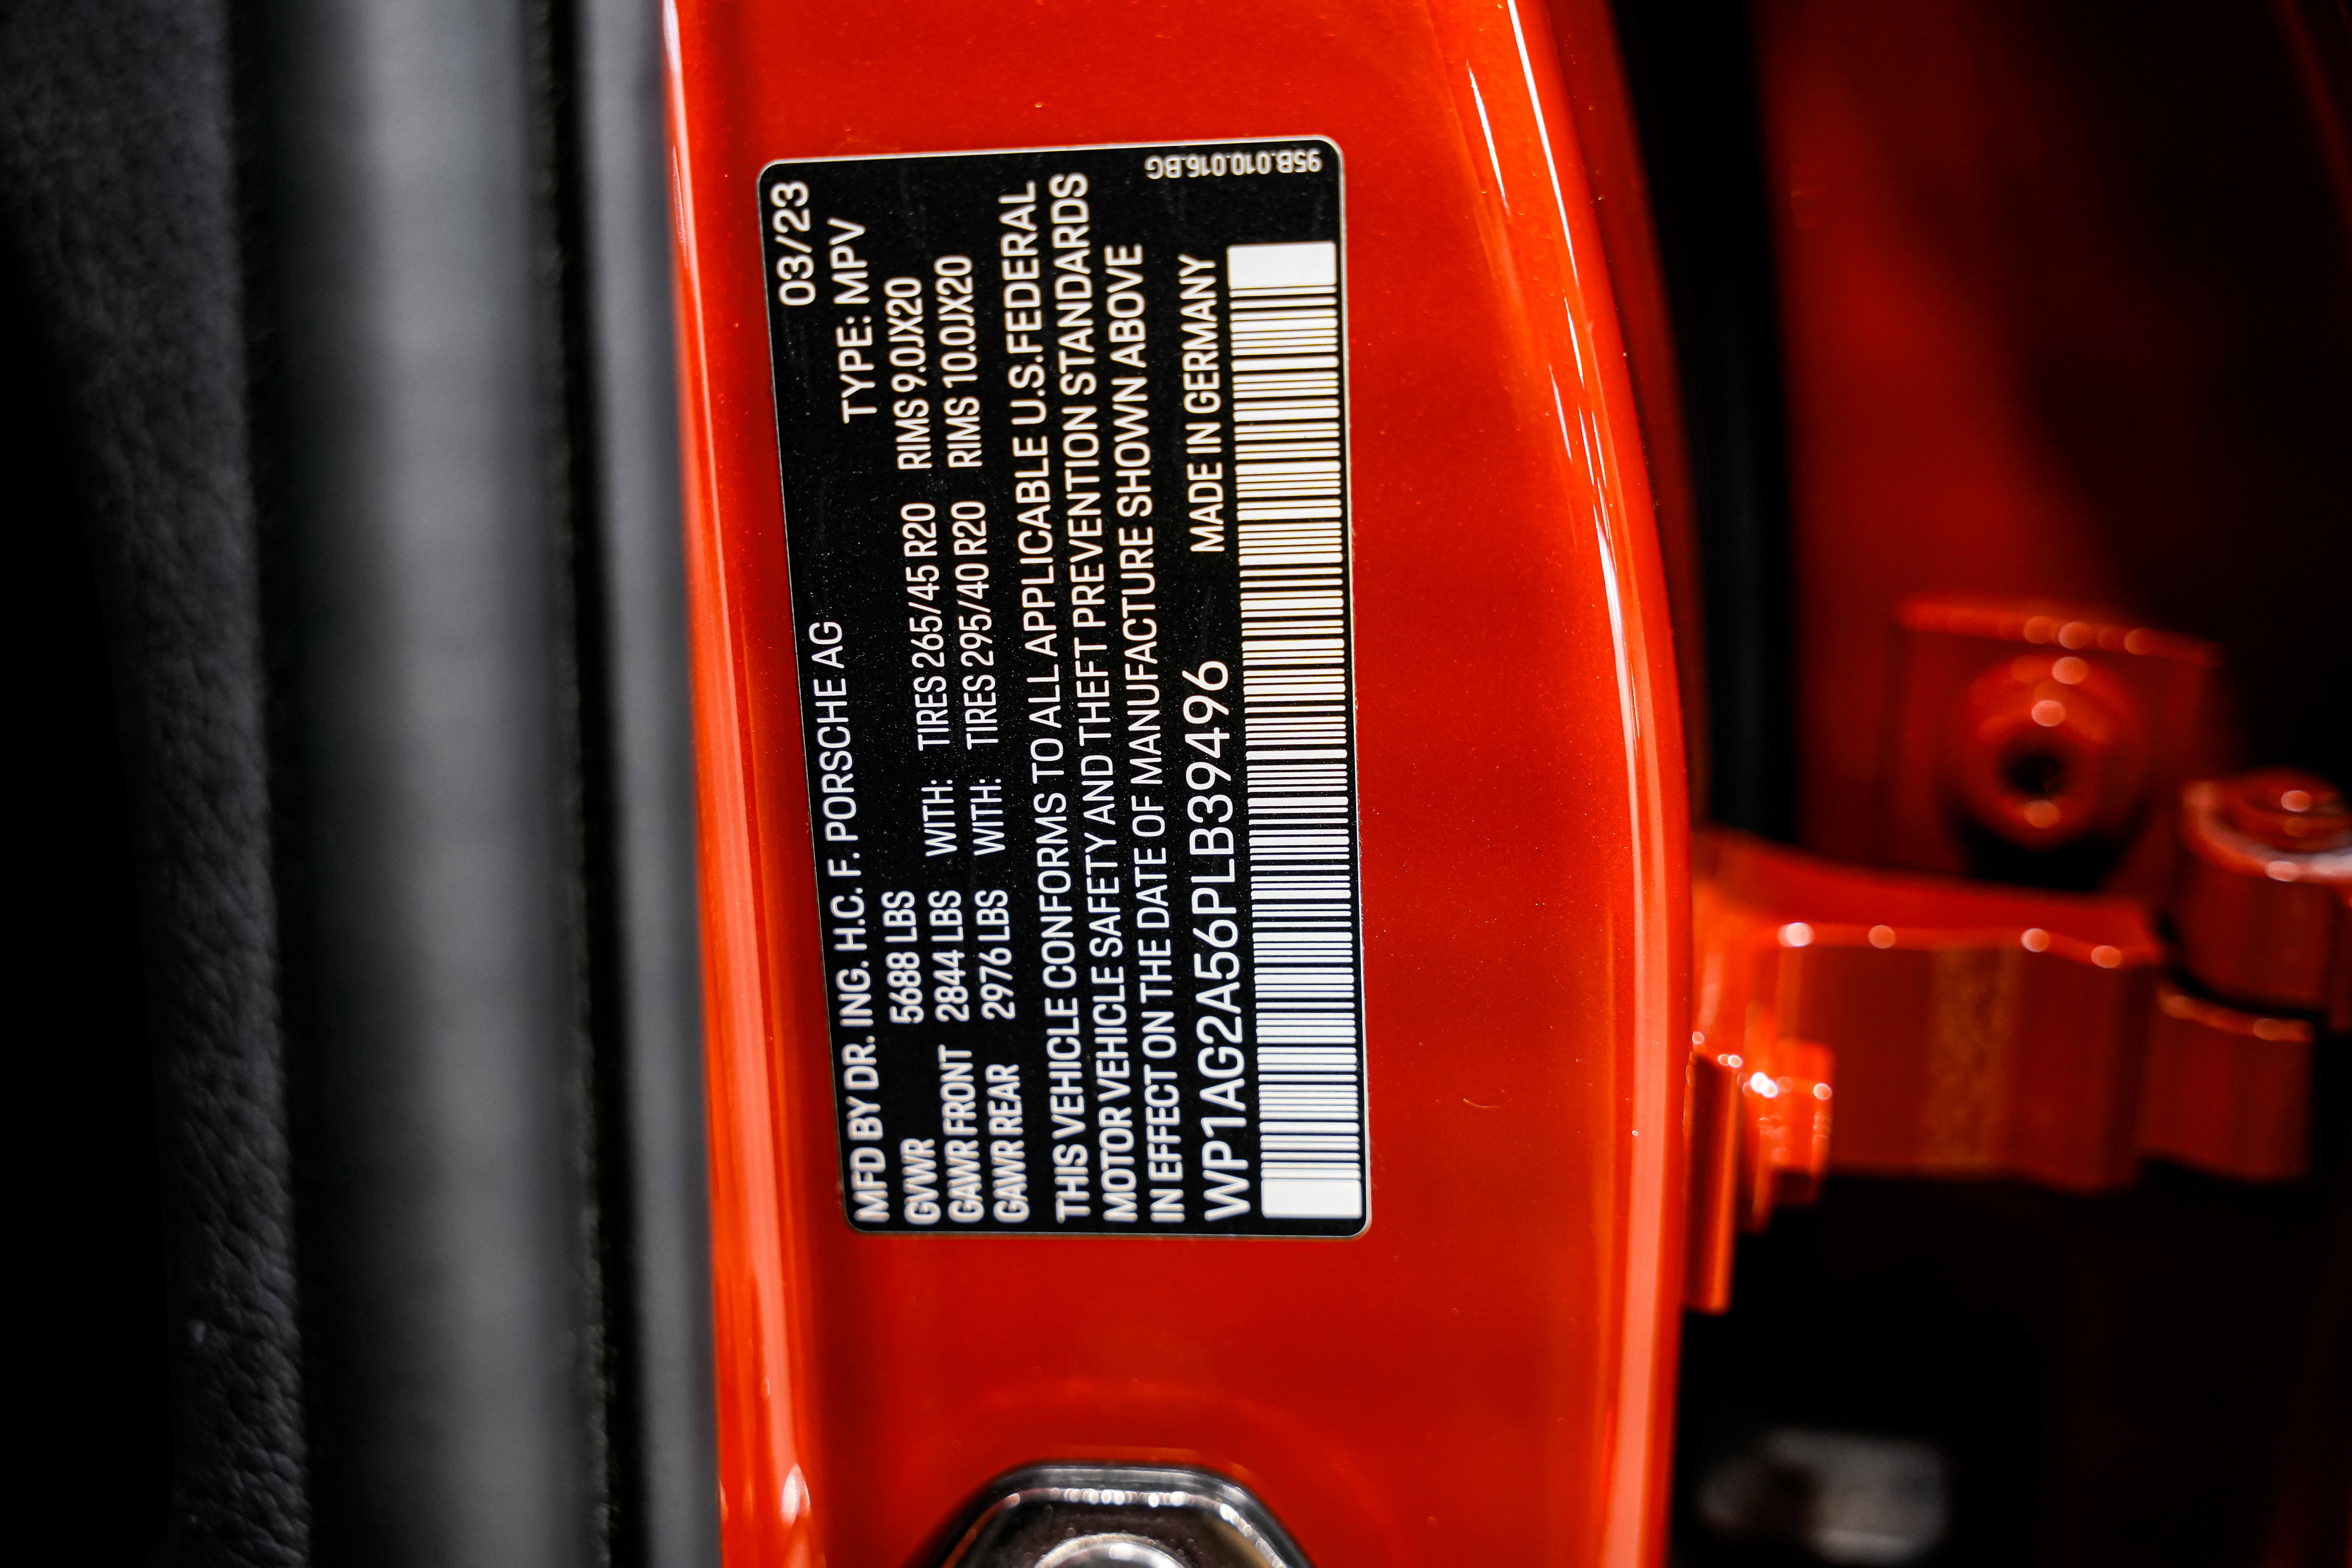 03/23
MFD BY DR. ING. H.C. F. PORSCHE AG
TYPE: MPV
GVWR 5688 LBS
GAWR FRONT 2844 LBS WITH: TIRES 265/45 R20 RIMS 9.0JX20
GAWR REAR 2976 LBS WITH: TIRES 295/40 R20 RIMS 10.0JX20
THIS VEHICLE CONFORMS TO ALL APPLICABLE U.S.FEDERAL
MOTOR VEHICLE SAFETY AND THEFT PREVENTION STANDARDS
IN EFFECT ON THE DATE OF MANUFACTURE SHOWN ABOVE
WP1AG2A56PLB39496 MADE IN GERMANY
95B.010.016.BG